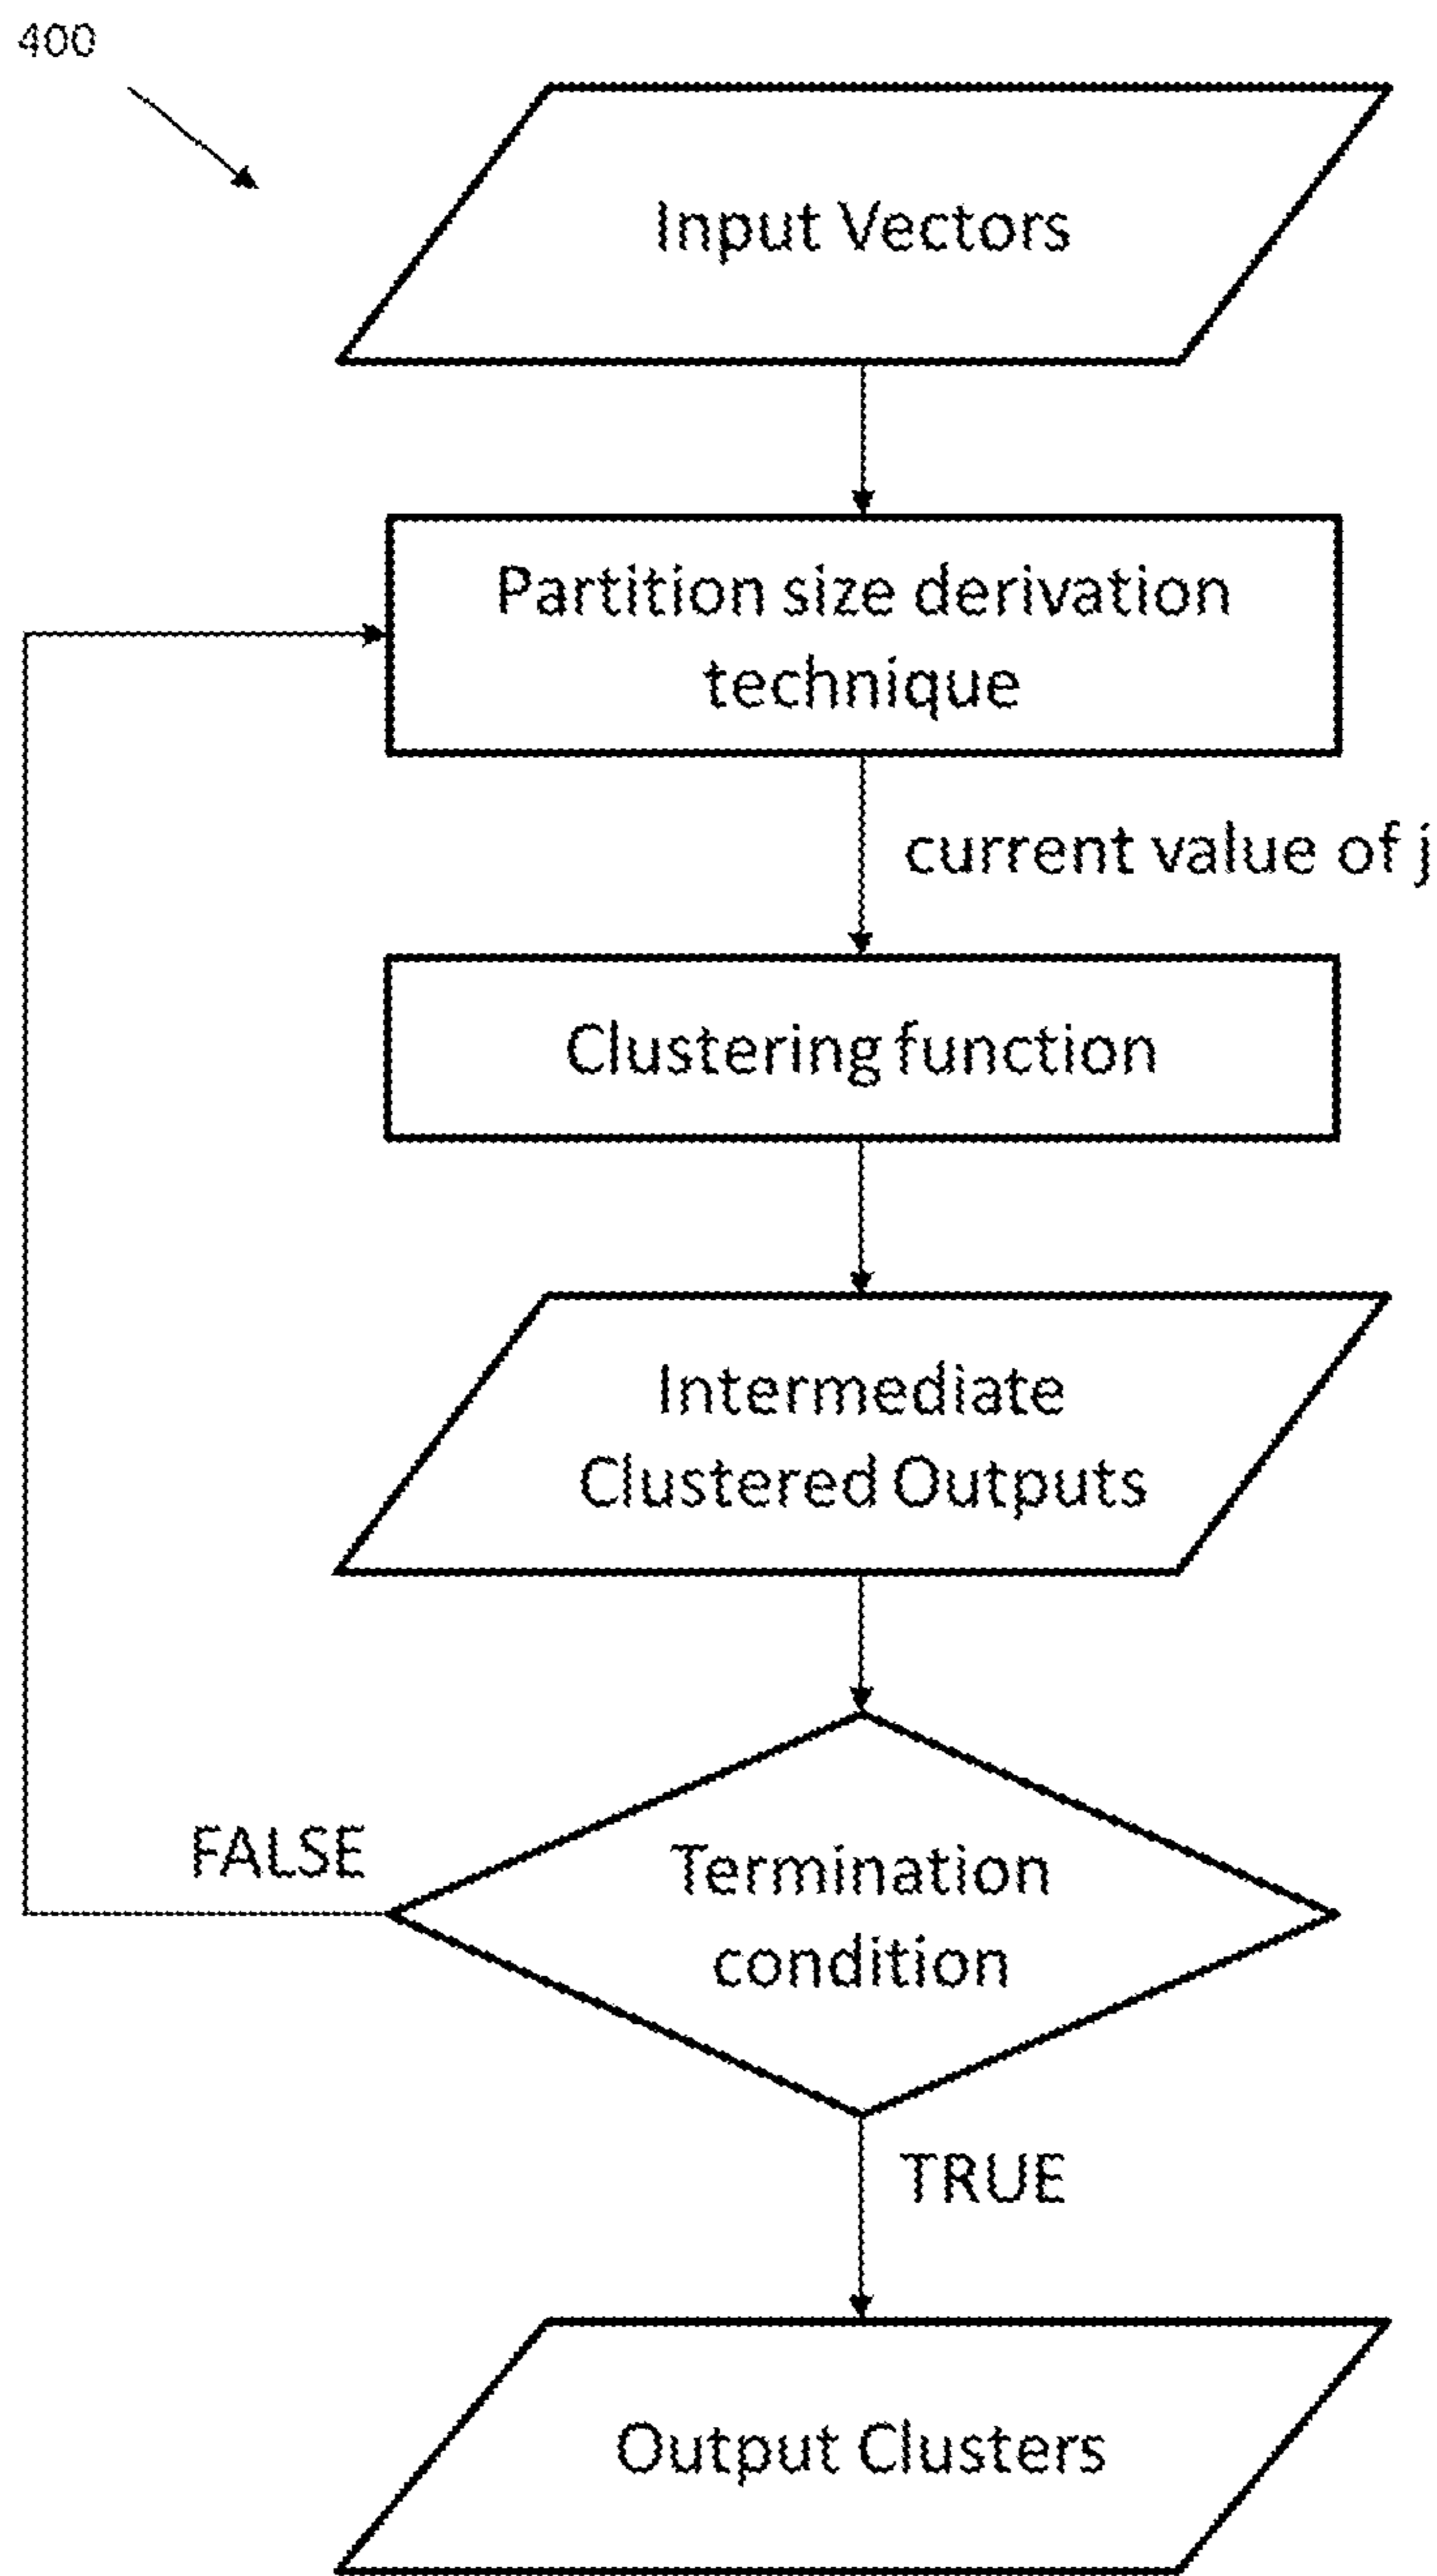 400
Input Vectors
Partition size derivation
technique
current value of j
Clustering function
Intermediate
Clustered Outputs
FALSE
Termination
condition
TRUE
Output Clusters